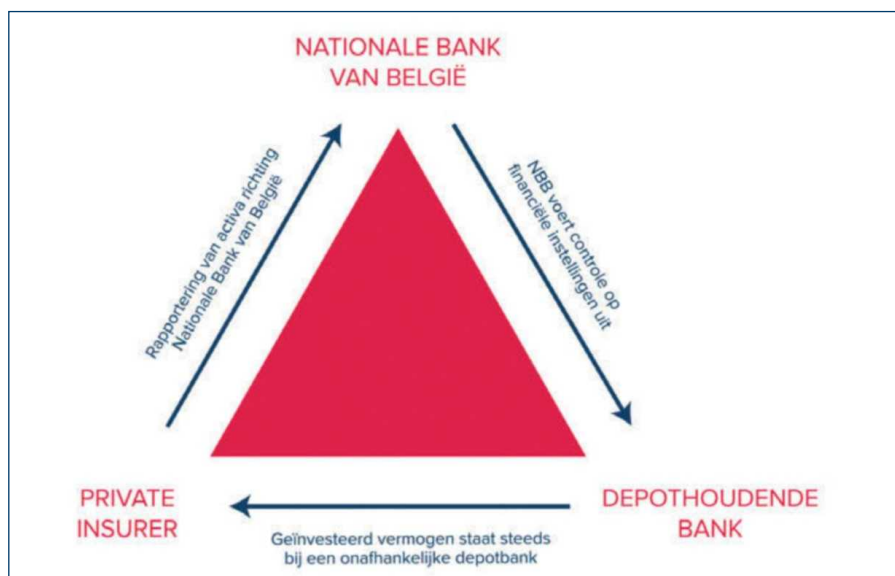 NATIONALE BANK
VAN BELGIË
Rapportering van activa richting
Nationale Bank van België
NBB voert controle op
financiële instellingen uit
PRIVATE
INSURER
DEPOTHOUDENDE
BANK
Geïnvesteerd vermogen staat steeds
bij een onafhankelijke depotbank